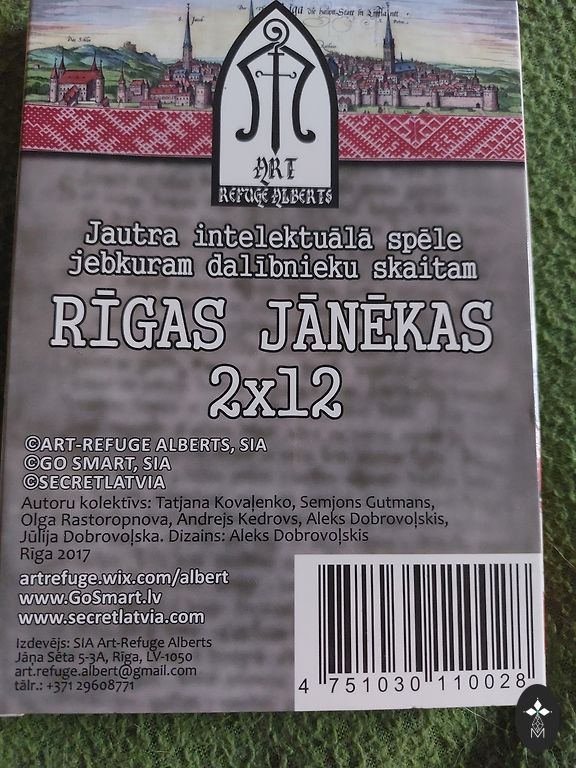 ART
REFUGE ALBERTS
Jautra intelektuālā spēle
jebkuram dalībnieku skaitam
RĪGAS JĀŅĒKAS
2x12
©ART-REFUGE ALBERTS, SIA
©GO SMART, SIA
©SECRETLATVIA
Autoru kolektīvs: Tatjana Kovaļenko, Semjons Gutmans,
Olga Rastoropnova, Andrejs Kedrovs, Aleks Dobrovoļskis,
Jūlija Dobrovoļska. Dizains: Aleks Dobrovoļskis
Rīga 2017
artrefuge.wix.com/albert
www.GoSmart.lv
www.secretlatvia.com
Izdevējs: SIA Art-Refuge Alberts
Jāņa Sēta 5-3A, Rīga, LV-1050
art.refuge.albert@gmail.com
tālr.: +371 29608771
4 751030 110028
M